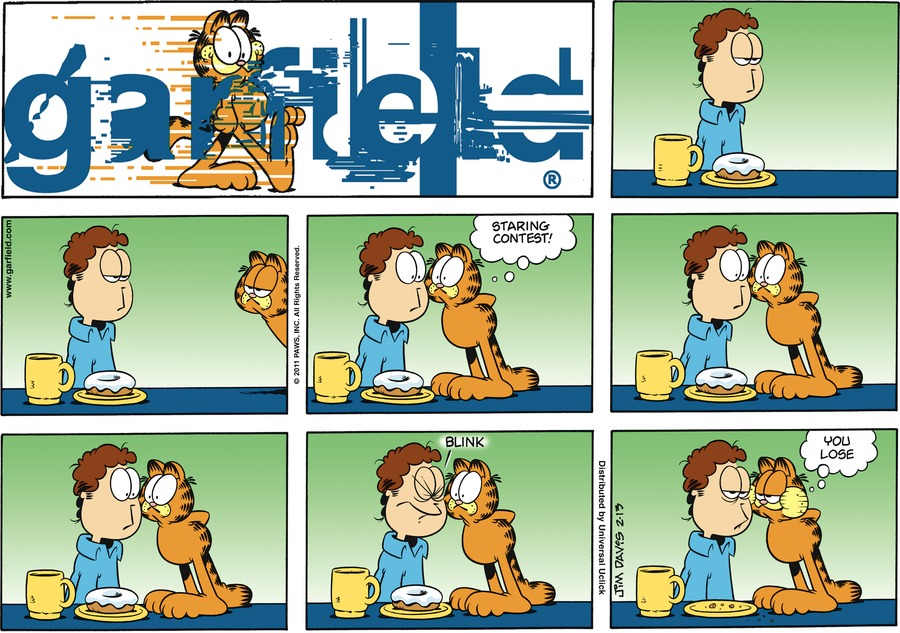 garfield
®
www.garfield.com
© 2011 PAWS, INC. All Rights Reserved.
STARING
CONTEST!
BLINK
Distributed by Universal Uclick
JIM DAVIS 2-13
YOU
LOSE